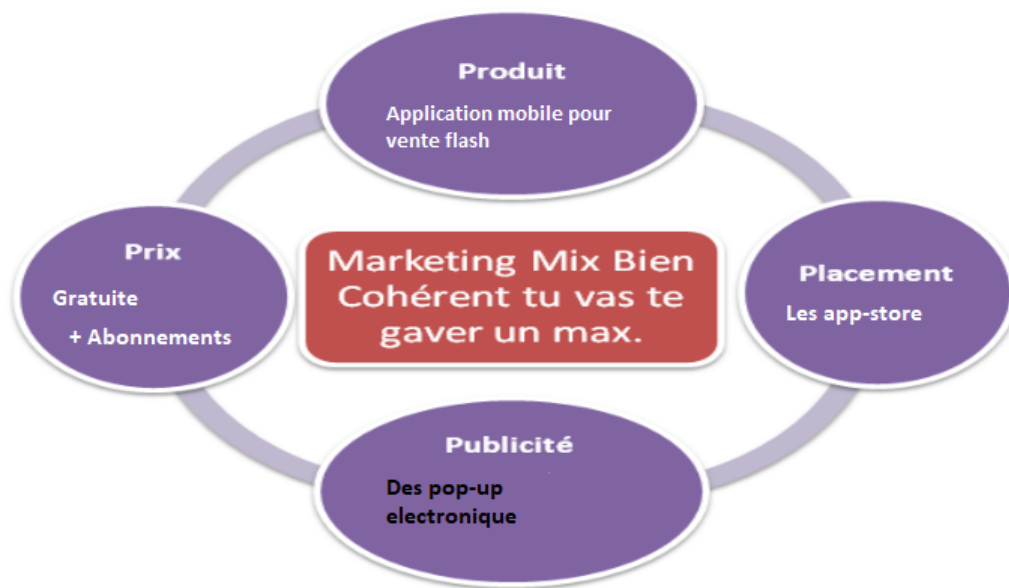 Produit
Application mobile pour
vente flash
Prix
Gratuite
+ Abonnements
Marketing Mix Bien
Cohérent tu vas te
gaver un max.
Placement
Les app-store
Publicité
Des pop-up
electronique